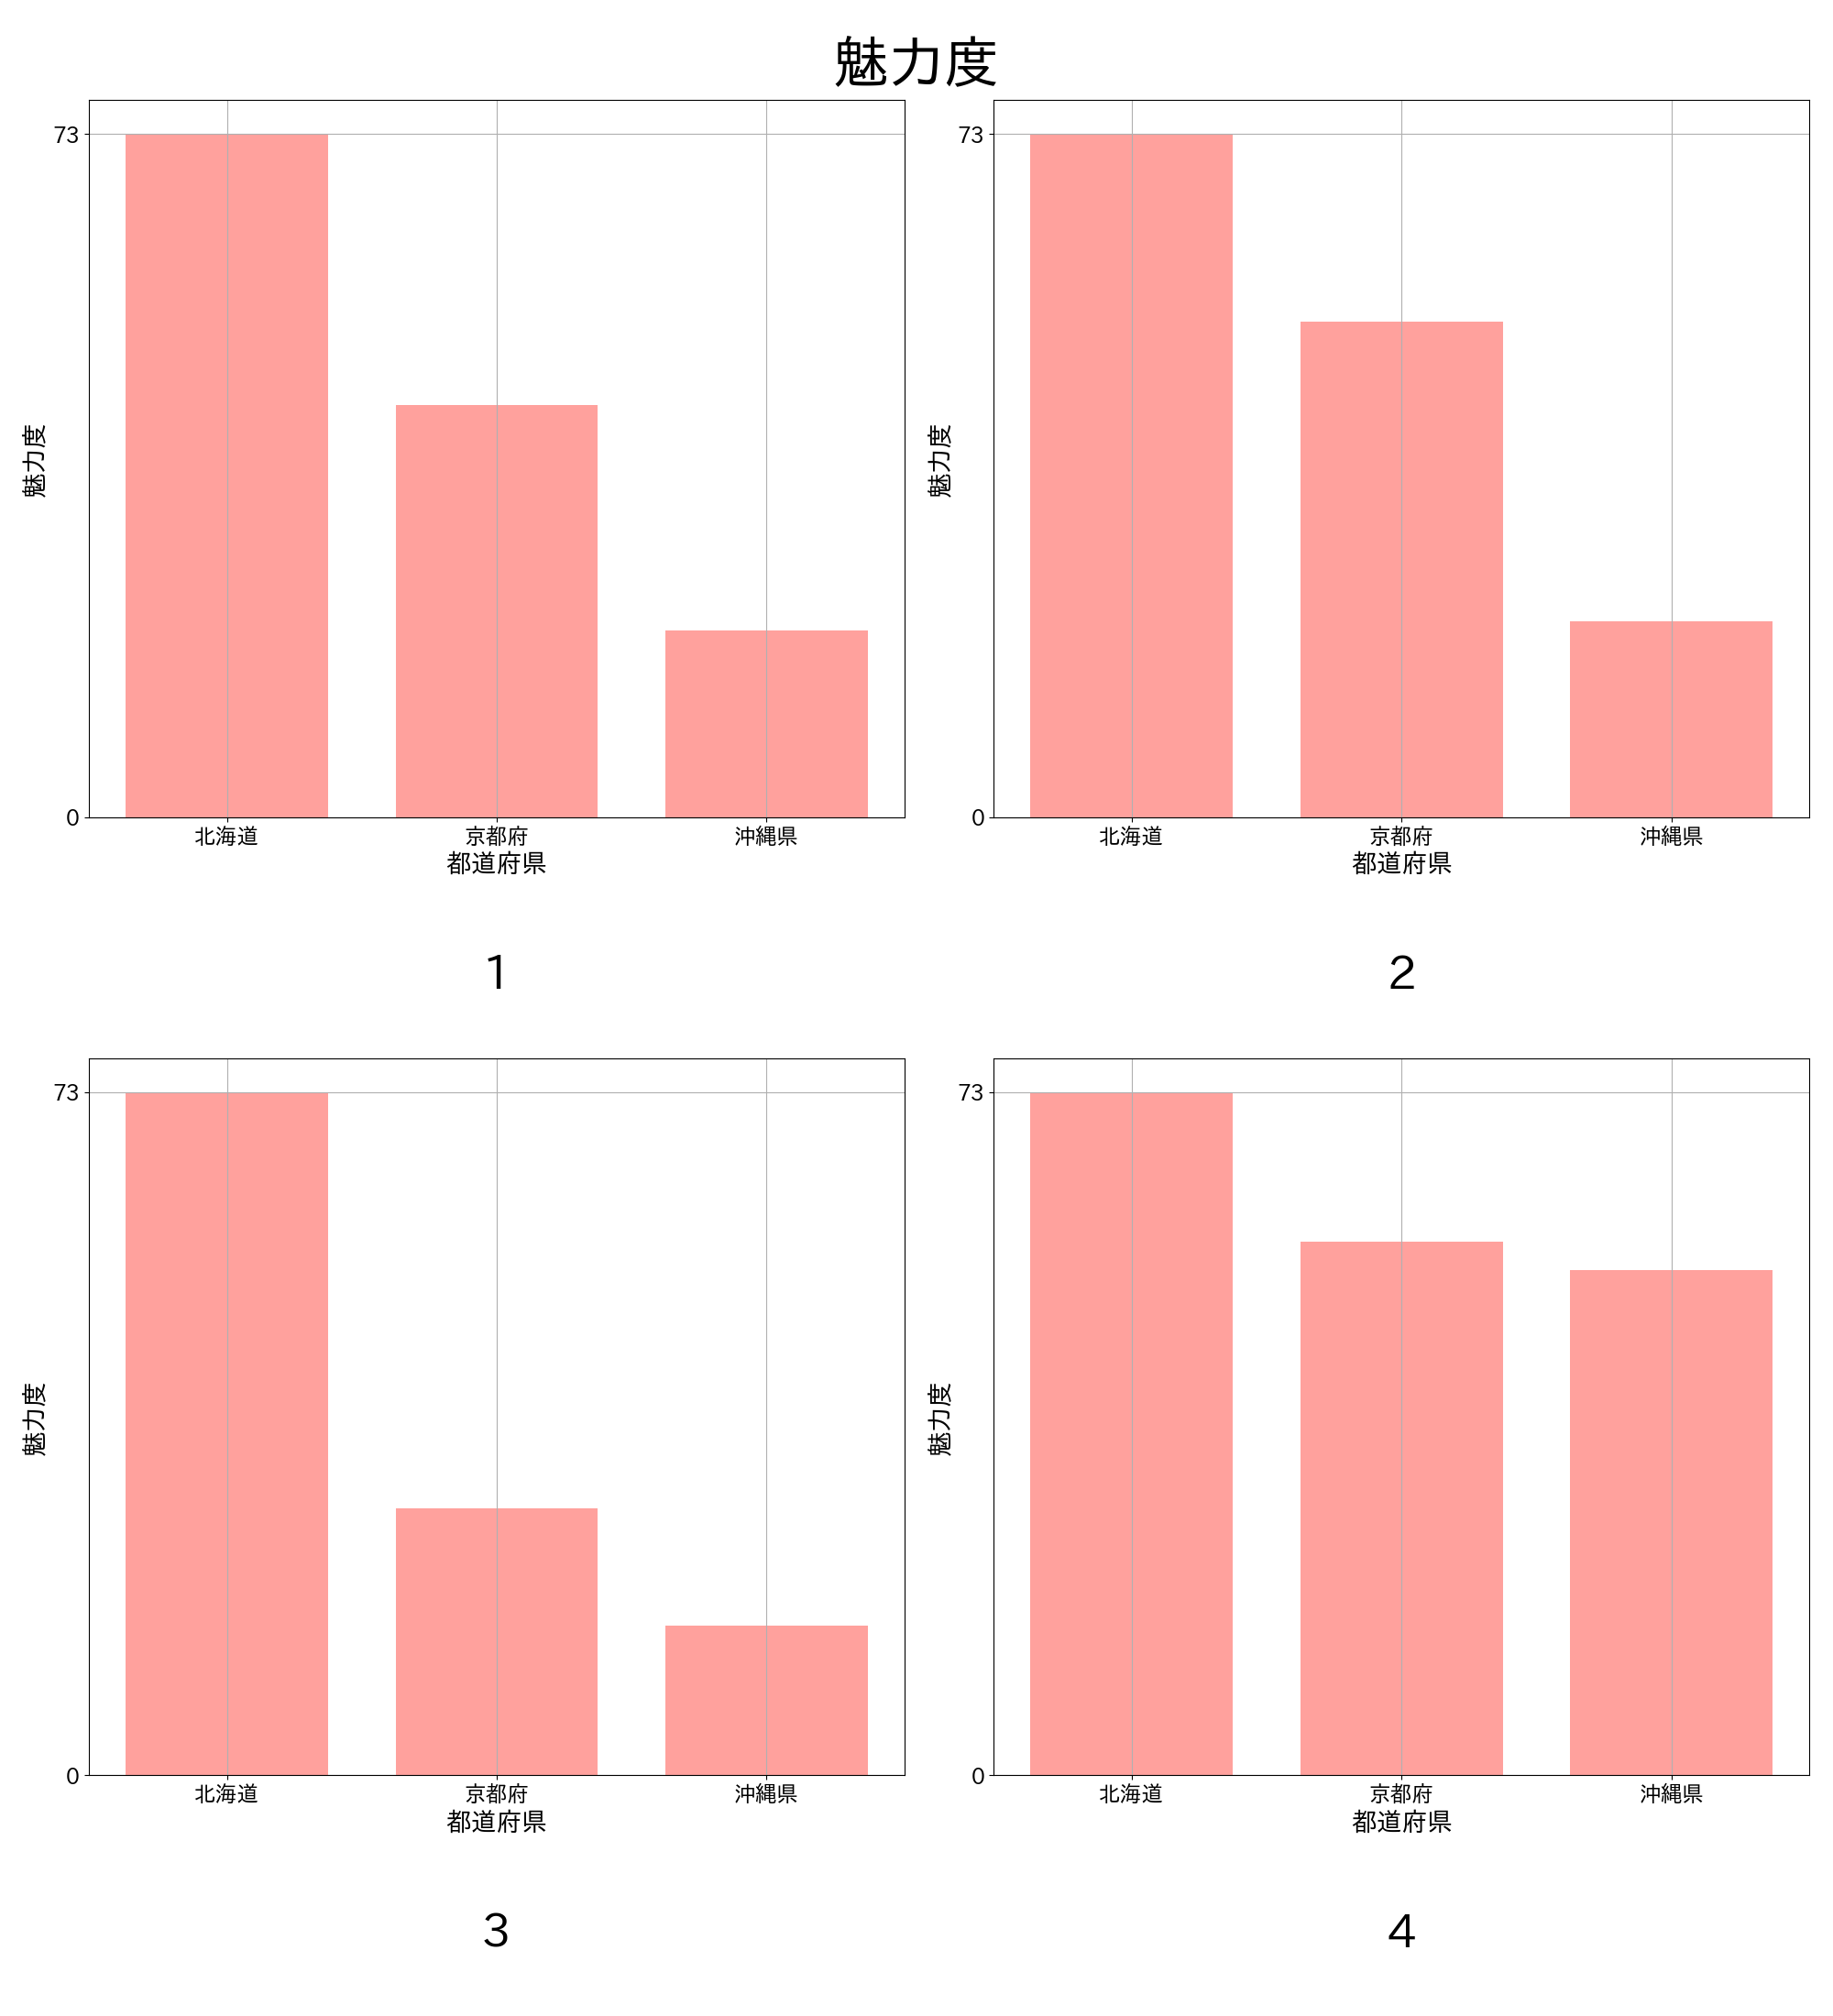 魅力度
73
魅力度
0
北海道 京都府 沖縄県
都道府県
1
73
魅力度
0
北海道 京都府 沖縄県
都道府県
2
73
魅力度
0
北海道 京都府 沖縄県
都道府県
3
73
魅力度
0
北海道 京都府 沖縄県
都道府県
4